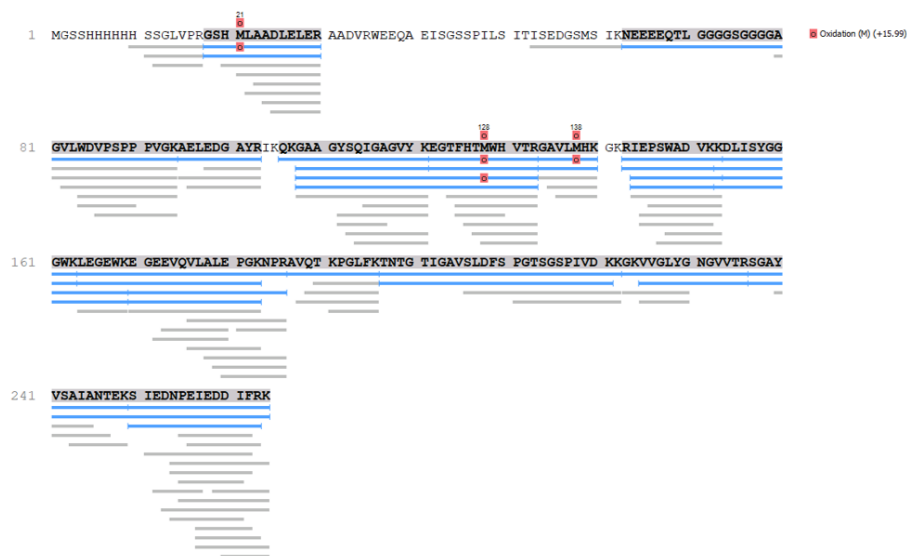 21
1 MGSSHHHHHH SSGLVPRGSH MLAADLELER AADVRWEEQA EISGSSPILS ITISEDGSMS IKNEEEEQTL GGGGSGGGGA
Oxidation (M) (+15.99)
128 138
81 GVLWDVPSPP PVGKAELEDG AYRIKQKGAA GYSQIGAGVY KEGTFHTMWH VTRGAVLMHK GKRIEPSWAD VKKDLISYGG
161 GWKLEGEWKE GEEVQVLALE PGKNPRAVQT KPGLFKTNTG TIGAVSLDFS PGTSGSPIVD KKGKVVGLYG NGVVTRSGAY
241 VSAIANTEKS IEDNPEIEDD IFRK